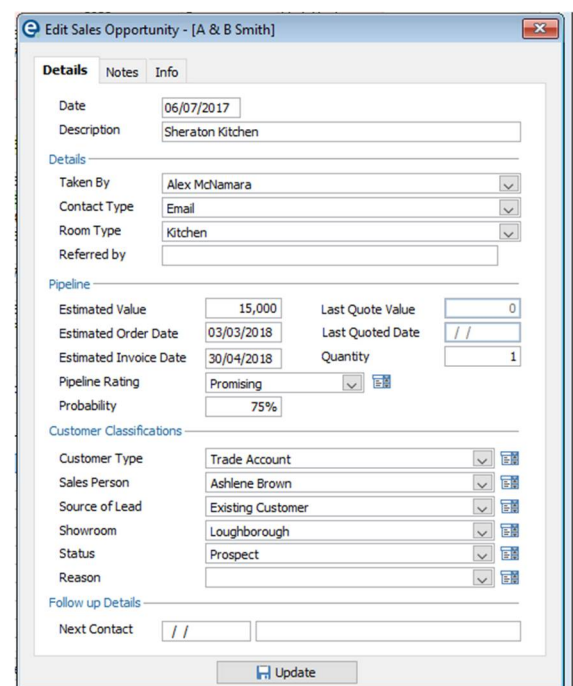 Edit Sales Opportunity - [A & B Smith]
Details Notes Info
Date 06/07/2017
Description Sheraton Kitchen
Details
Taken By Alex McNamara
Contact Type Email
Room Type Kitchen
Referred by
Pipeline
Estimated Value 15,000 Last Quote Value 0
Estimated Order Date 03/03/2018 Last Quoted Date / /
Estimated Invoice Date 30/04/2018 Quantity 1
Pipeline Rating Promising
Probability 75%
Customer Classifications
Customer Type Trade Account
Sales Person Ashlene Brown
Source of Lead Existing Customer
Showroom Loughborough
Status Prospect
Reason
Follow up Details
Next Contact / /
Update